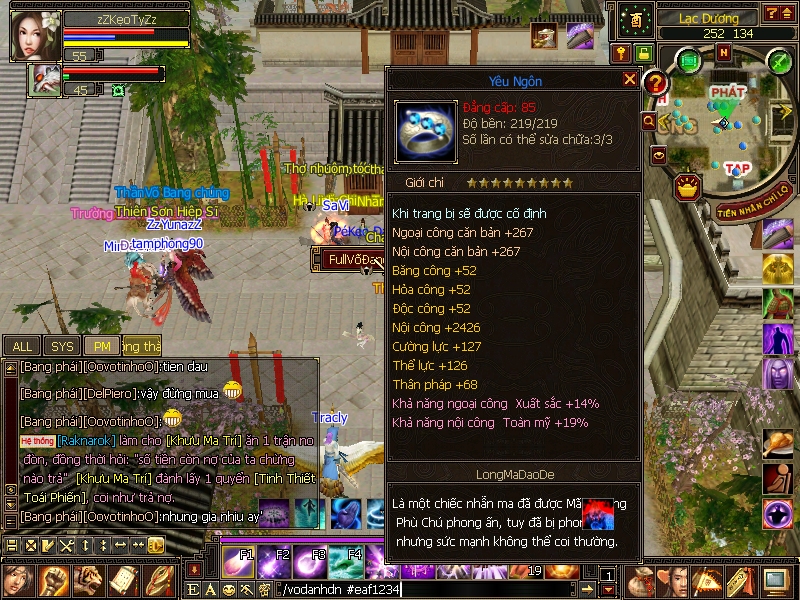 zZKẹoTyZz
55
45
Lạc Dương
252 134
N
PHÁT
TẠP
TIÊN NHÂN CHỈ LỘ
Thợ nhuộm tóc
ThânVõ Bang chúng
Thiên Sơn Hiệp Sĩ
SaVi
ZzYunazZ
tamphong90
Tracly
Yêu Ngôn
Đẳng cấp: 85
Độ bền: 219/219
Số lần có thể sửa chữa:3/3
Giới chỉ
Khi trang bị sẽ được cố định
Ngoại công căn bản +267
Nội công căn bản +267
Băng công +52
Hỏa công +52
Độc công +52
Nội công +2426
Cường lực +127
Thể lực +126
Thân pháp +68
Khả năng ngoại công Xuất sắc +14%
Khả năng nội công Toàn mỹ +19%
LongMaDaoDe
Là một chiếc nhẫn ma đã được
Phù Chú phong ấn, tuy đã bị
nhưng sức mạnh không thể coi thường.
ALL SYS PM
[Bang phái][OovotinhoO]:tien dau
[Bang phái][DelPiero]:vậy đừng mua
[Bang phái][OovotinhoO]:
Hệ thống [Raknarok] làm cho [Khưu Ma Trí] ăn 1 trận no
đòn, đồng thời hỏi: "số tiền còn nợ của ta chừng
nào trả" [Khưu Ma Trí] đành lấy 1 quyển [Tinh Thiết
Toái Phiến], coi như trả nợ.
[Bang phái][OovotinhoO]:nhưng gia nhiu ay'
F1 F2 F3 F4
19
1
E A /vodanhdn #eaf1234